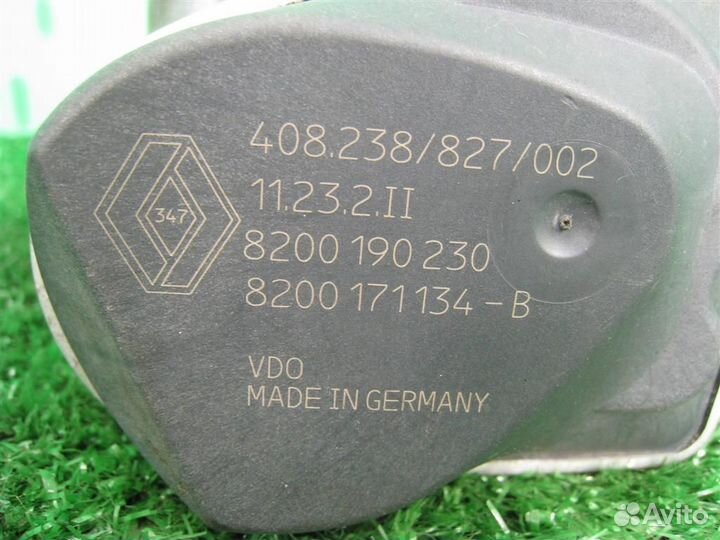 408.238/827/002
347
11.23.2.II
8200 190 230
8200 171 134 - B
VDO
MADE IN GERMANY
Avito